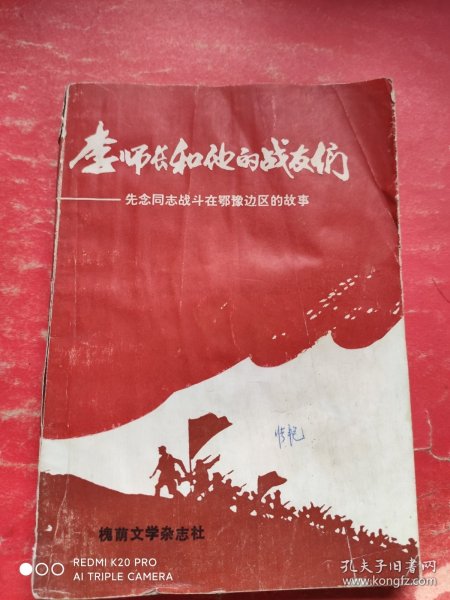 李师长和他的战友们
——先念同志战斗在鄂豫边区的故事
槐荫文学杂志社
REDMI K20 PRO
AI TRIPLE CAMERA
孔夫子旧书网
www.kongfz.com